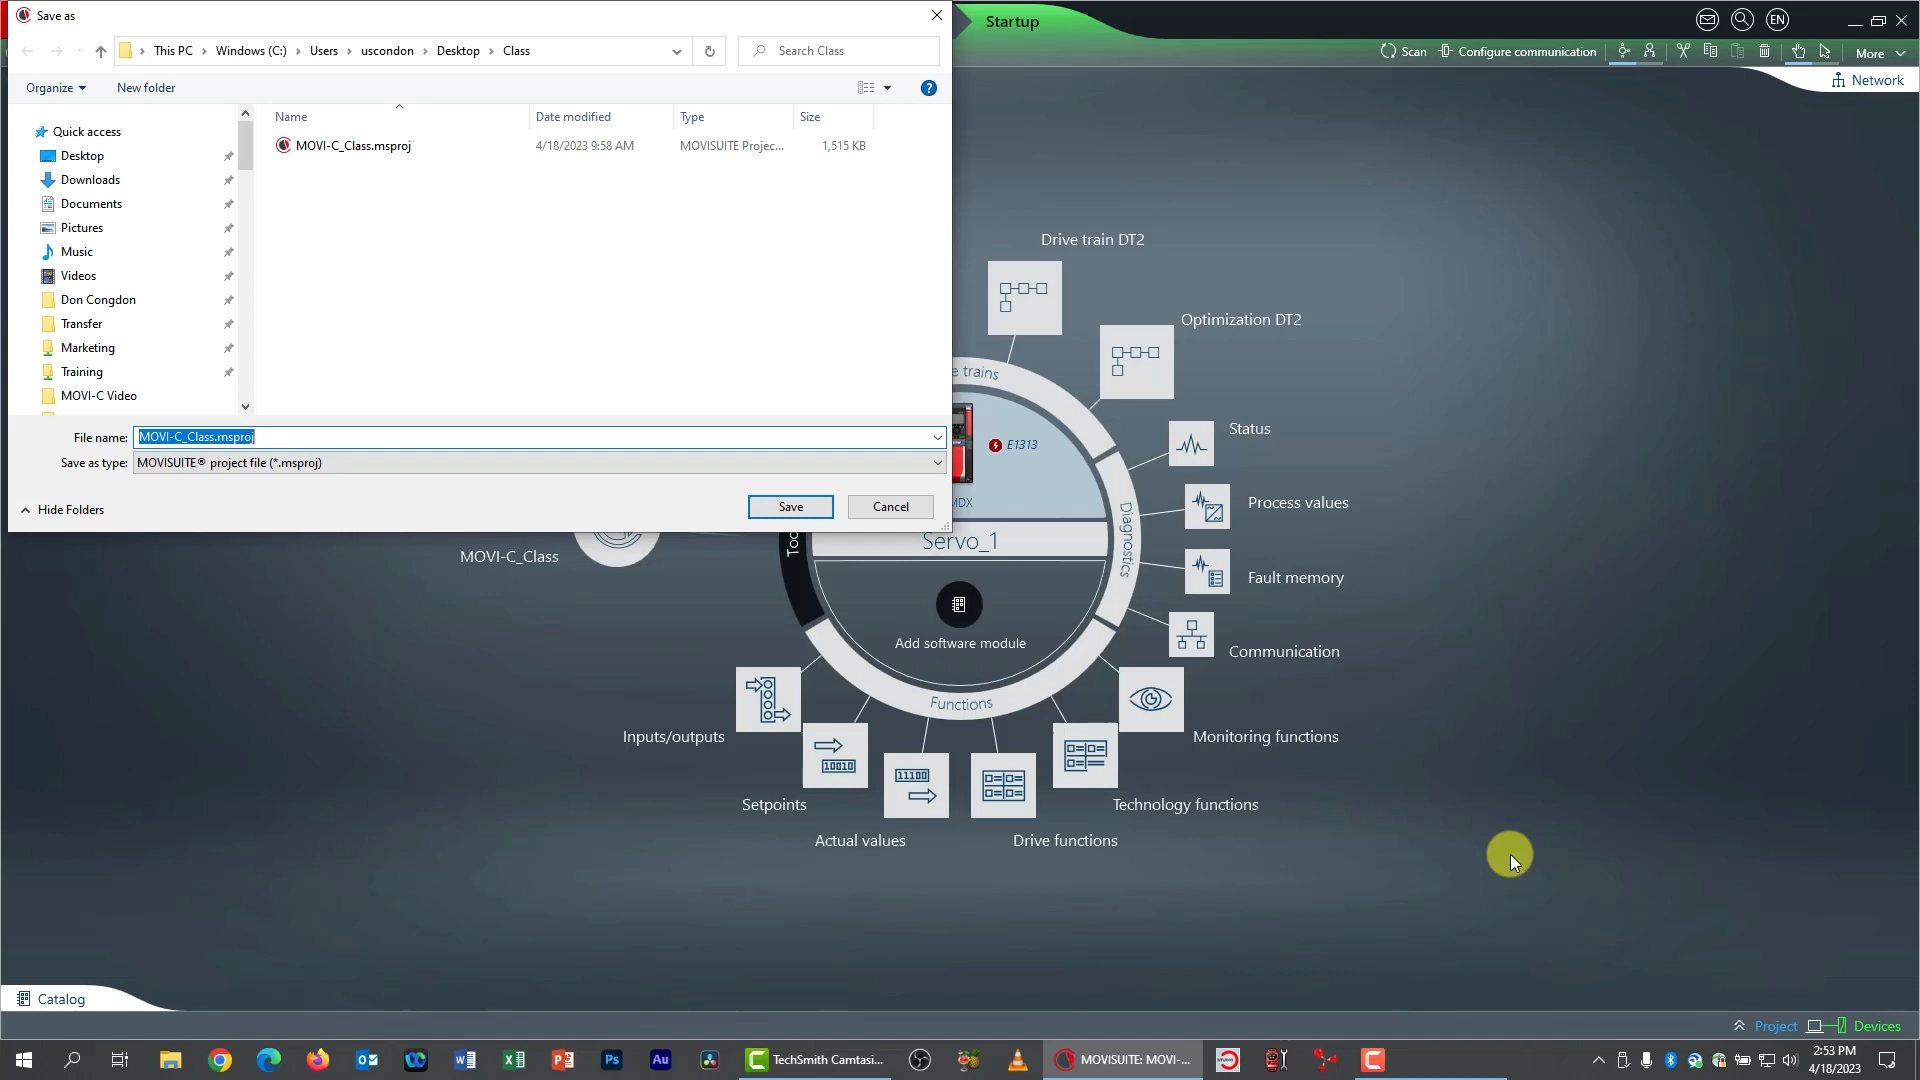 Save as
Startup
EN
This PC > Windows (C:) > Users > uscondon > Desktop > Class
Search Class
Scan
Configure communication
More
Organize
New folder
Network
Name
Date modified
Type
Size
Quick access
MOVI-C_Class.msproj
4/18/2023 9:58 AM
MOVISUITE Projec...
1,515 KB
Desktop
Downloads
Documents
Pictures
Music
Videos
Don Congdon
Transfer
Marketing
Training
MOVI-C Video
File name:
MOVI-C_Class.msproj
Save as type:
MOVISUITE® project file (*.msproj)
Save
Cancel
Hide Folders
Drive train DT2
Optimization DT2
e trains
Status
E1313
Process values
MDX
Diagnostics
Too
Servo_1
MOVI-C_Class
Fault memory
Add software module
Communication
Functions
Inputs/outputs
Monitoring functions
10010
11100
Setpoints
Technology functions
Actual values
Drive functions
Catalog
Project
Devices
TechSmith Camtasi...
MOVISUITE: MOVI-...
2:53 PM
4/18/2023